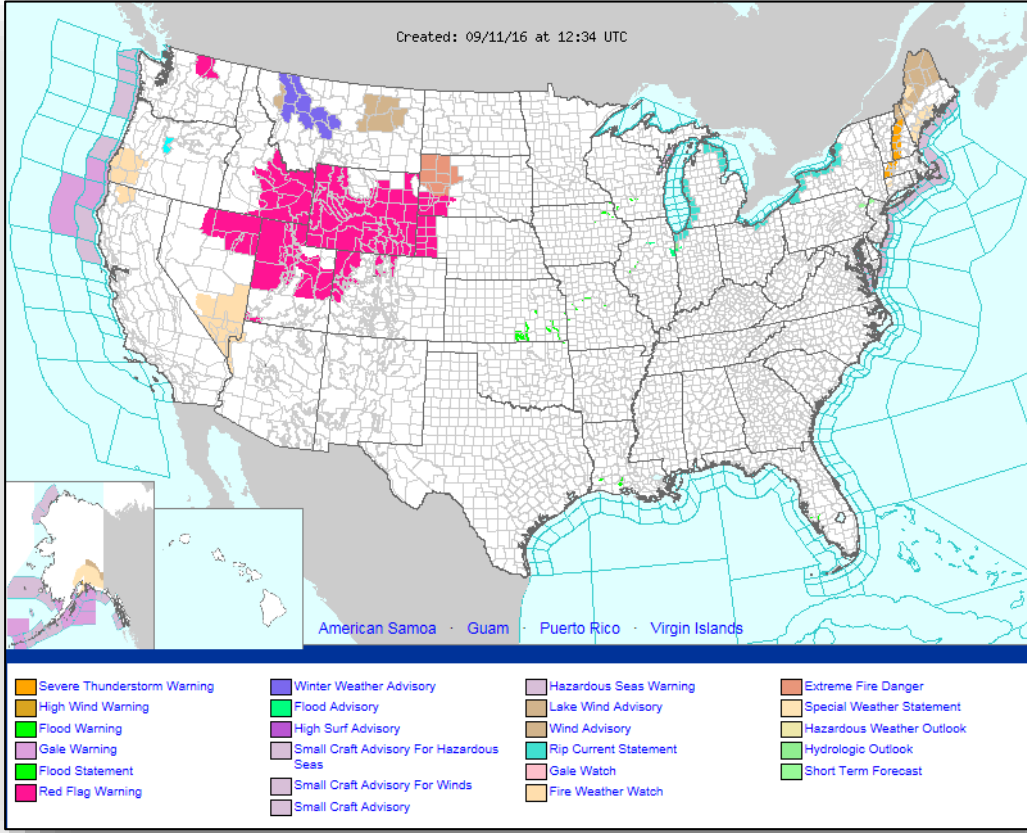 Created: 09/11/16 at 12:34 UTC
American Samoa · Guam · Puerto Rico · Virgin Islands
Severe Thunderstorm Warning
High Wind Warning
Flood Warning
Gale Warning
Flood Statement
Red Flag Warning
Winter Weather Advisory
Flood Advisory
High Surf Advisory
Small Craft Advisory For Hazardous
Seas
Small Craft Advisory For Winds
Small Craft Advisory
Hazardous Seas Warning
Lake Wind Advisory
Wind Advisory
Rip Current Statement
Gale Watch
Fire Weather Watch
Extreme Fire Danger
Special Weather Statement
Hazardous Weather Outlook
Hydrologic Outlook
Short Term Forecast